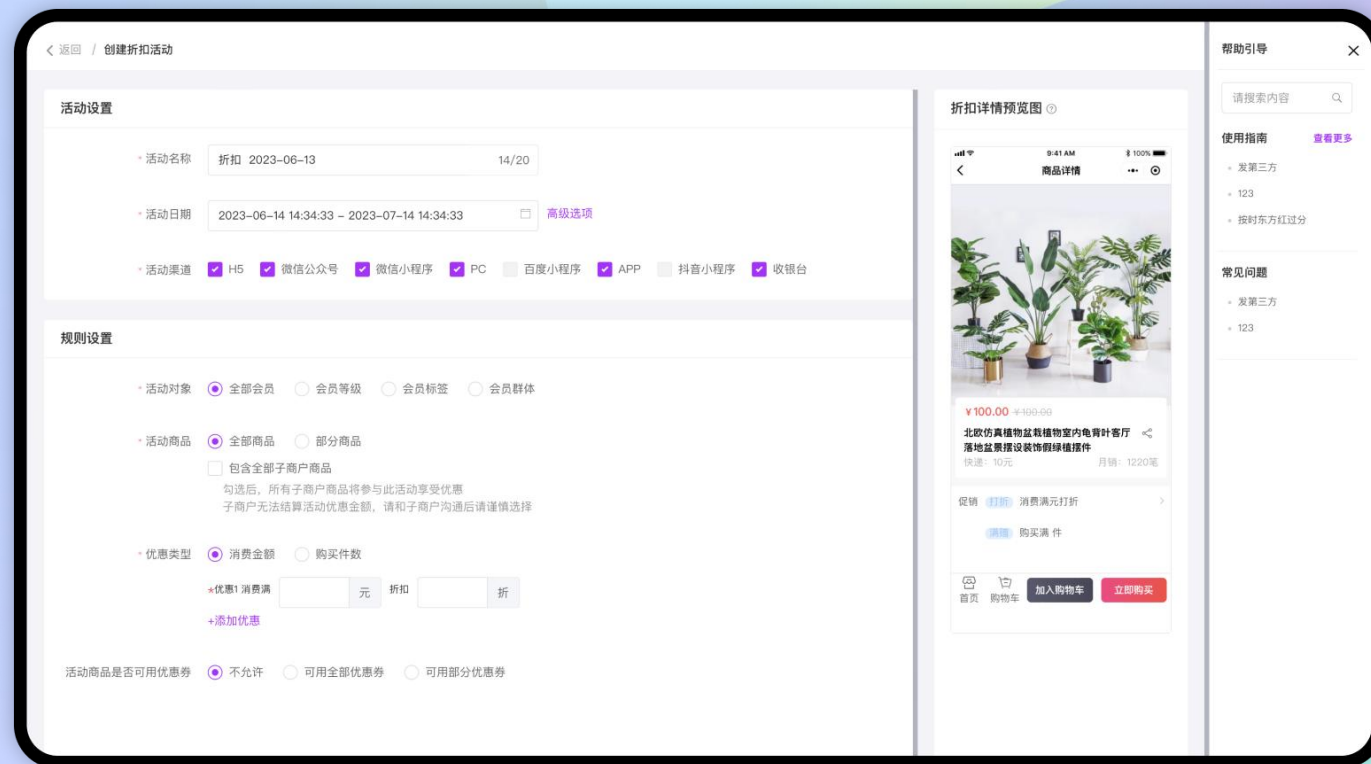 返回 / 创建折扣活动
活动设置
* 活动名称 折扣 2023-06-13 14/20
* 活动日期 2023-06-14 14:34:33 - 2023-07-14 14:34:33 高级选项
* 活动渠道 H5 微信公众号 微信小程序 PC 百度小程序 APP 抖音小程序 收银台
规则设置
* 活动对象 全部会员 会员等级 会员标签 会员群体
* 活动商品 全部商品 部分商品
包含全部子商户商品
勾选后，所有子商户商品将参与此活动享受优惠
子商户无法结算活动优惠金额，请和子商户沟通后请谨慎选择
* 优惠类型 消费金额 购买件数
*优惠1 消费满 元 折扣 折
+添加优惠
活动商品是否可用优惠券 不允许 可用全部优惠券 可用部分优惠券
折扣详情预览图
9:41 AM 100%
商品详情
¥100.00 ¥100.00
北欧仿真植物盆栽植物室内龟背叶客厅
落地盆景摆设装饰假绿植摆件
快递：10元 月销：1220笔
促销 打折 消费满元打折
满赠 购买满 件
首页 购物车 加入购物车 立即购买
帮助引导
请搜索内容
使用指南 查看更多
发第三方
123
按时东方红过分
常见问题
发第三方
123